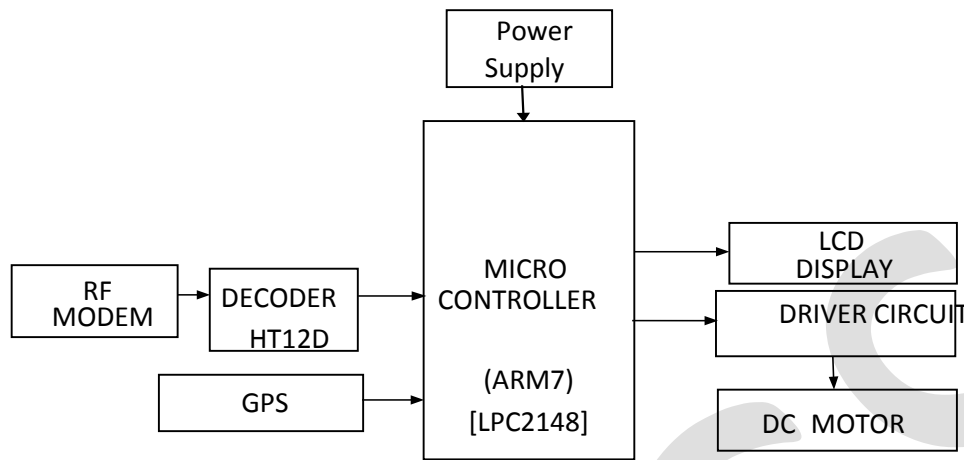 Power
Supply
MICRO
CONTROLLER
(ARM7)
[LPC2148]
RF
MODEM
DECODER
HT12D
GPS
LCD
DISPLAY
DRIVER CIRCUIT
DC MOTOR